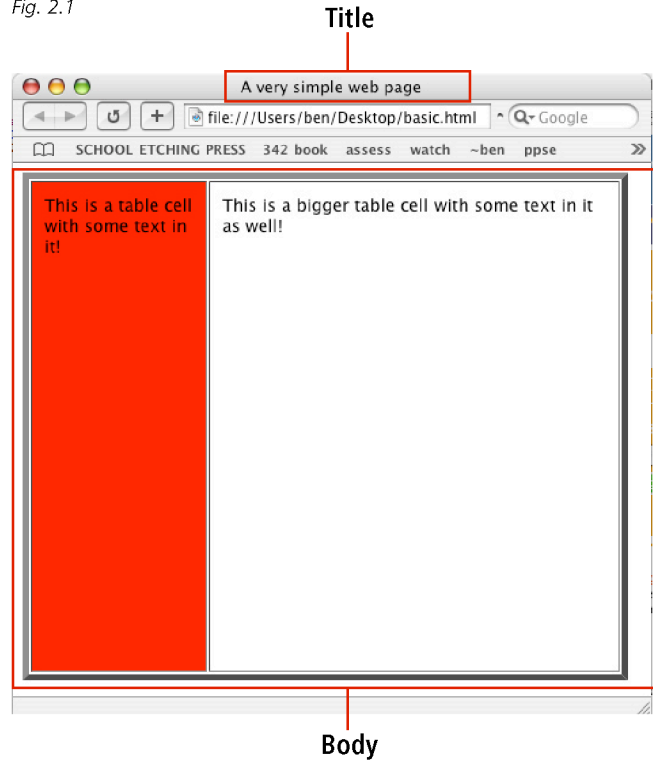 Fig. 2.1
Title
A very simple web page
file:///Users/ben/Desktop/basic.html
Google
SCHOOL ETCHING PRESS 342 book assess watch ~ben ppse
This is a table cell
with some text in
it!
This is a bigger table cell with some text in it
as well!
Body